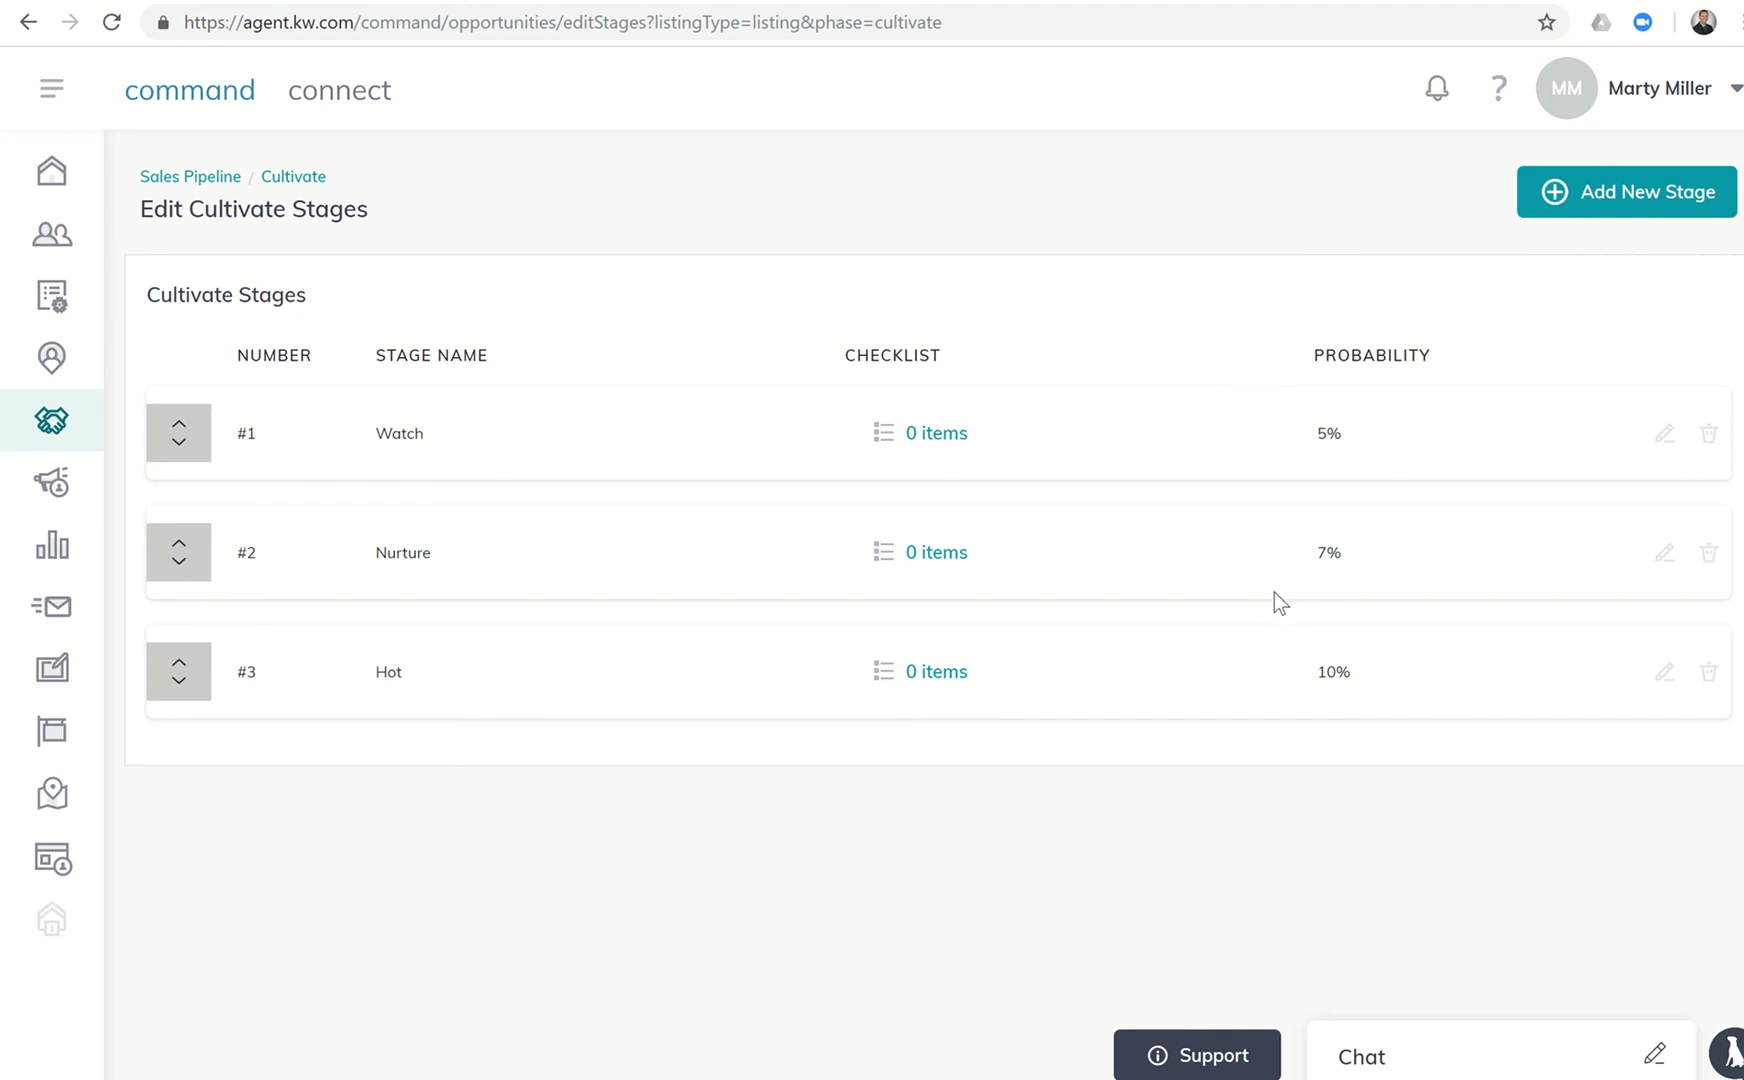 https://agent.kw.com/command/opportunities/editStages?listingType=listing&phase=cultivate
command connect
? MM Marty Miller
Sales Pipeline / Cultivate
Edit Cultivate Stages
Add New Stage
Cultivate Stages
NUMBER STAGE NAME CHECKLIST PROBABILITY
#1 Watch 0 items 5%
#2 Nurture 0 items 7%
#3 Hot 0 items 10%
Support
Chat